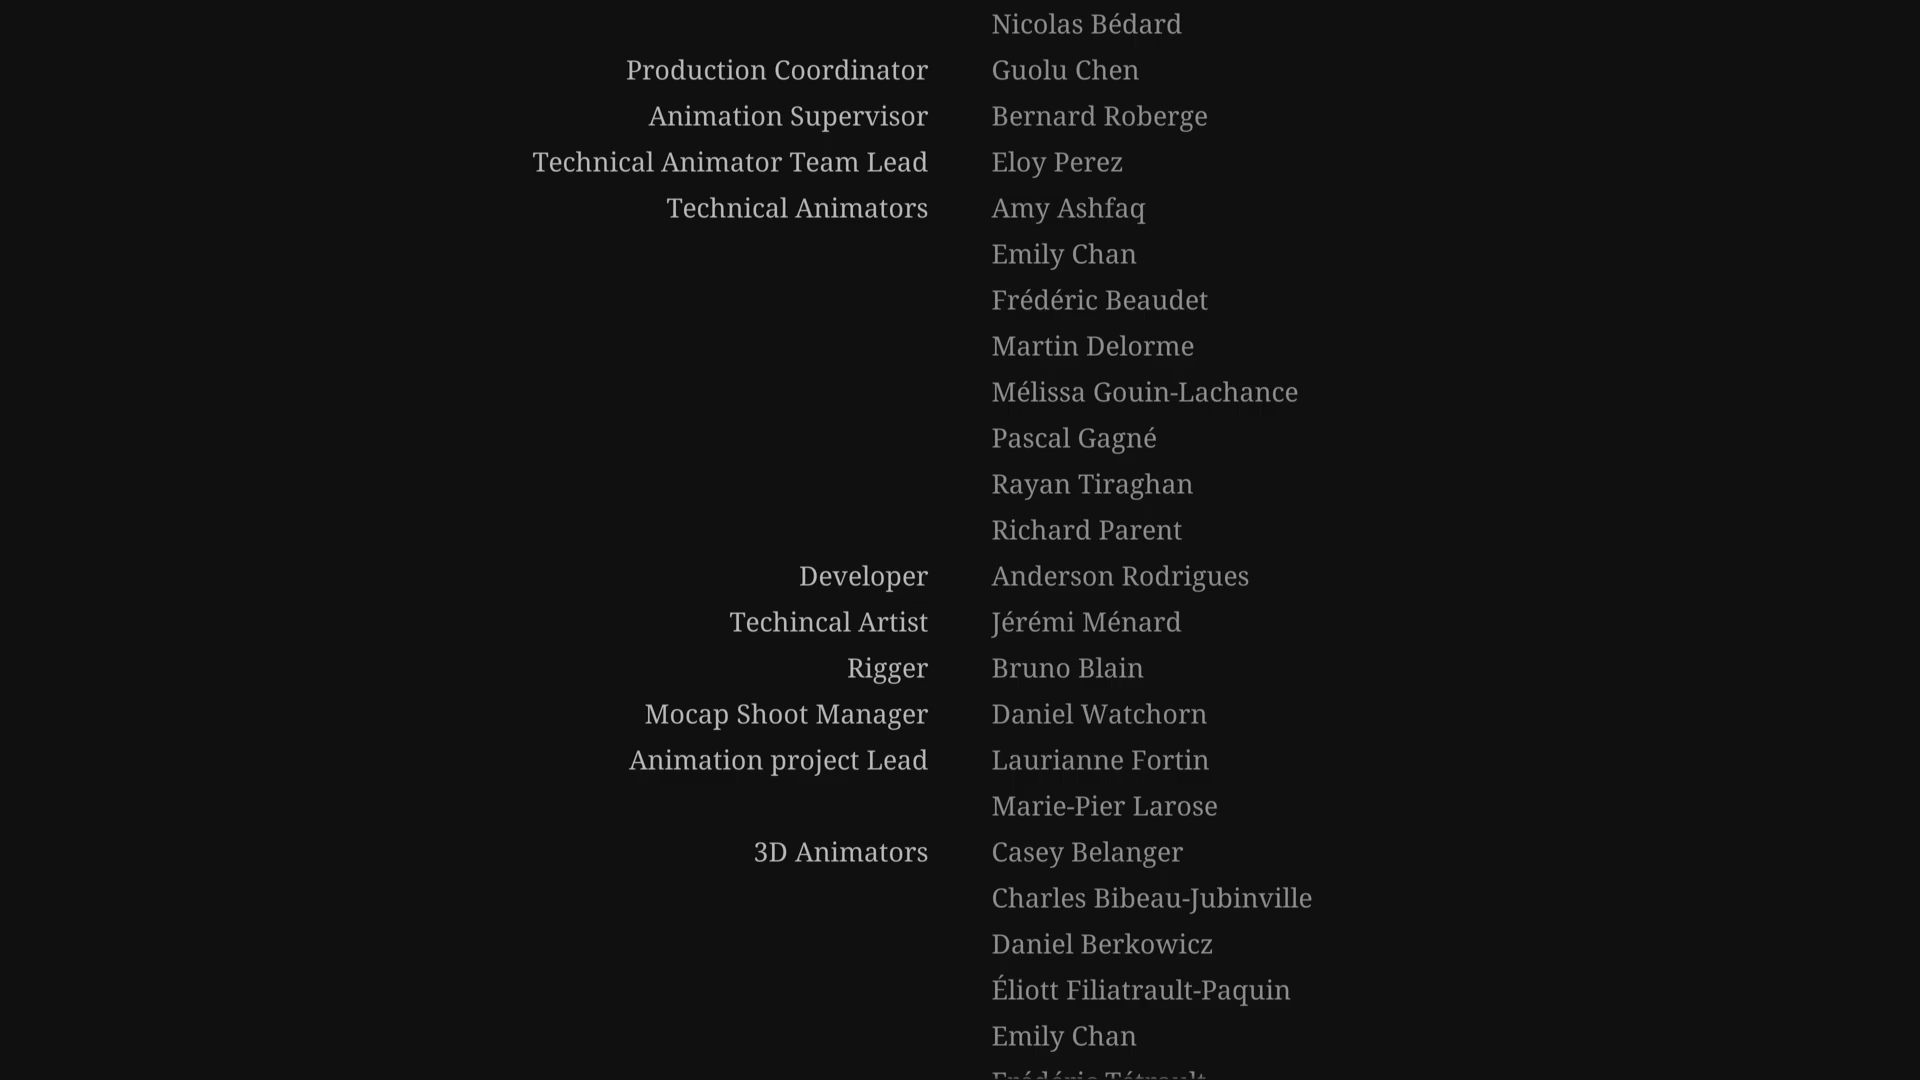 Nicolas Bédard
Production Coordinator Guolu Chen
Animation Supervisor Bernard Roberge
Technical Animator Team Lead Eloy Perez
Technical Animators Amy Ashfaq
Emily Chan
Frédéric Beaudet
Martin Delorme
Mélissa Gouin-Lachance
Pascal Gagné
Rayan Tiraghan
Richard Parent
Developer Anderson Rodrigues
Techincal Artist Jérémi Ménard
Rigger Bruno Blain
Mocap Shoot Manager Daniel Watchorn
Animation project Lead Laurianne Fortin
Marie-Pier Larose
3D Animators Casey Belanger
Charles Bibeau-Jubinville
Daniel Berkowicz
Éliott Filiatrault-Paquin
Emily Chan